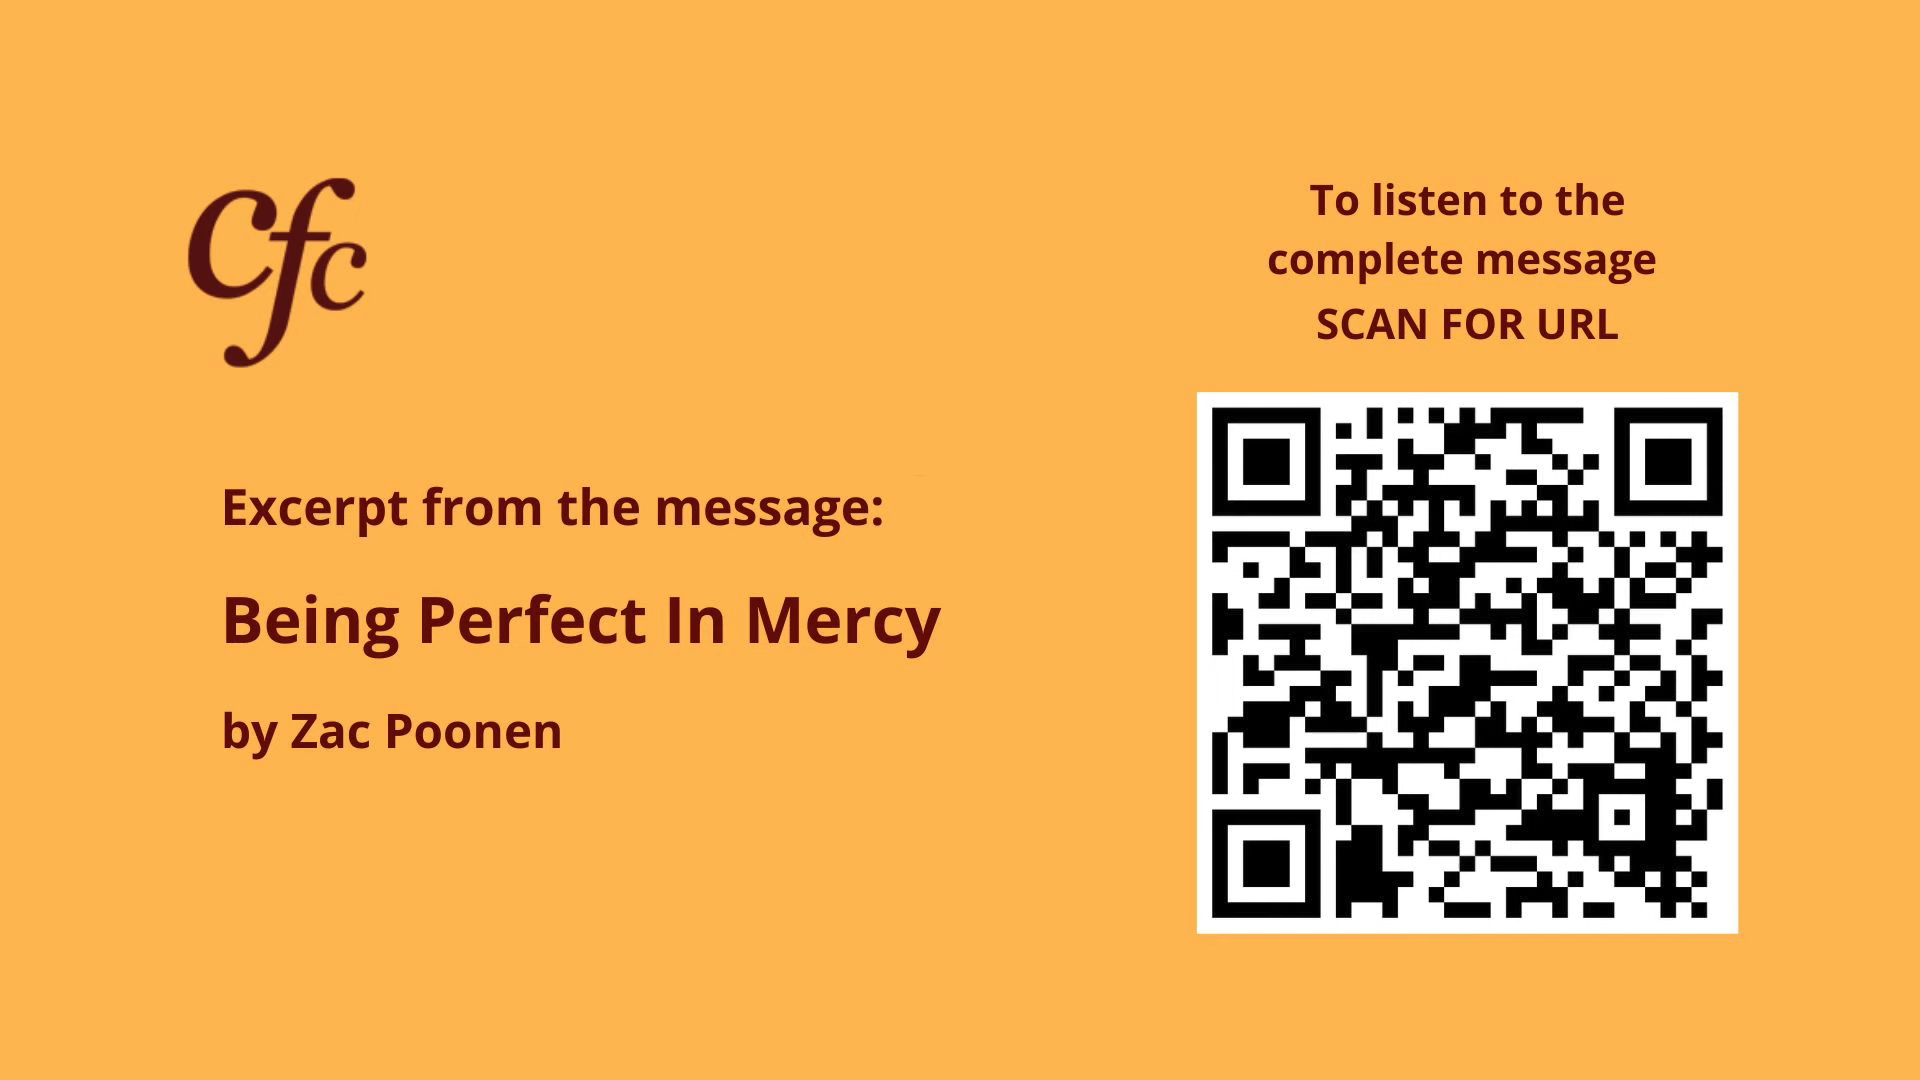 cfc
Excerpt from the message:
Being Perfect In Mercy
by Zac Poonen
To listen to the
complete message
SCAN FOR URL